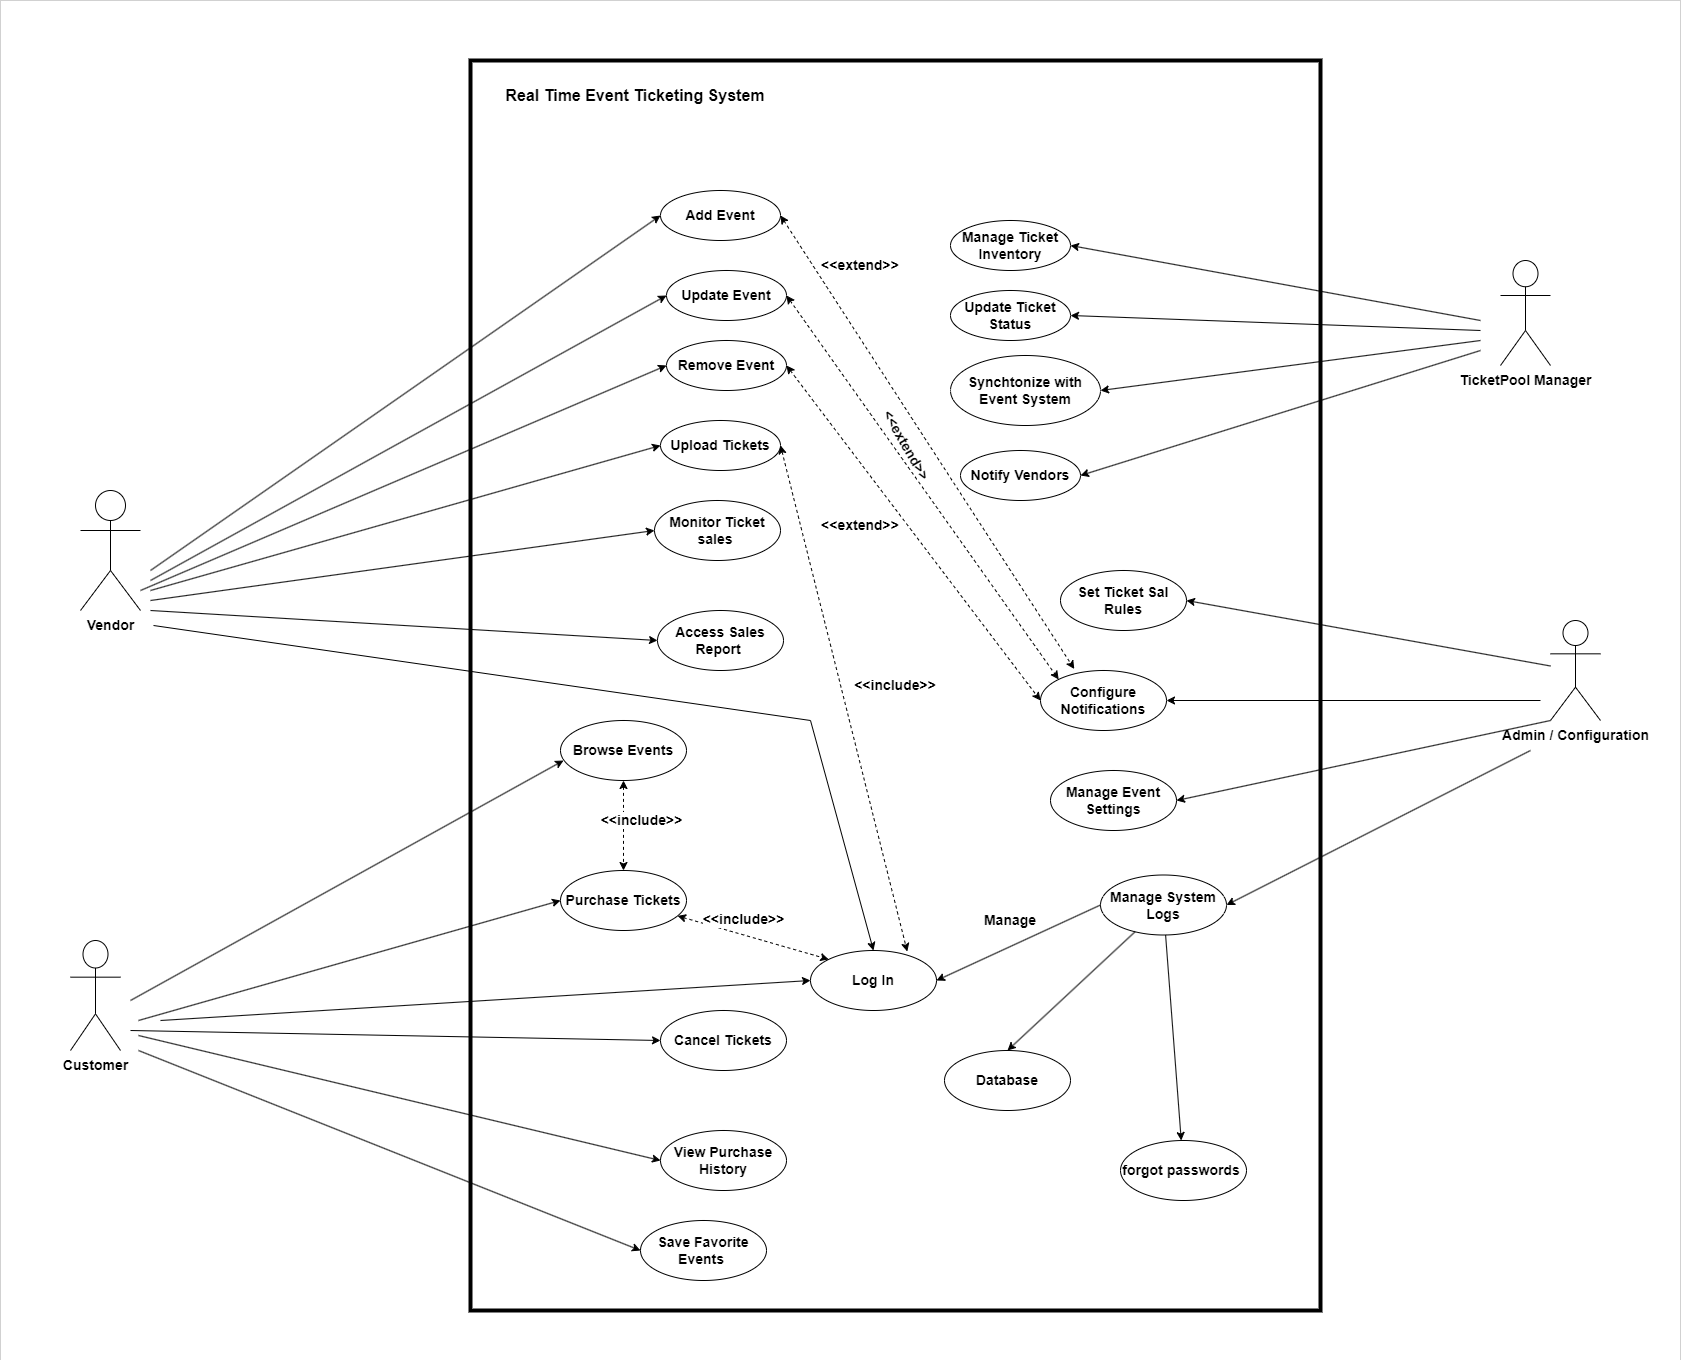 Real Time Event Ticketing System
Add Event
<<extend>>
Manage Ticket
Inventory
Update Event
Update Ticket
Status
Remove Event
Synchtonize with
Event System
TicketPool Manager
Upload Tickets
<<extend>>
Notify Vendors
Monitor Ticket
sales
<<extend>>
Vendor
Set Ticket Sal
Rules
Access Sales
Report
<<include>>
Configure
Notifications
Admin / Configuration
Browse Events
Manage Event
Settings
<<include>>
Purchase Tickets
<<include>>
Manage
Manage System
Logs
Log In
Cancel Tickets
Customer
Database
View Purchase
History
forgot passwords
Save Favorite
Events